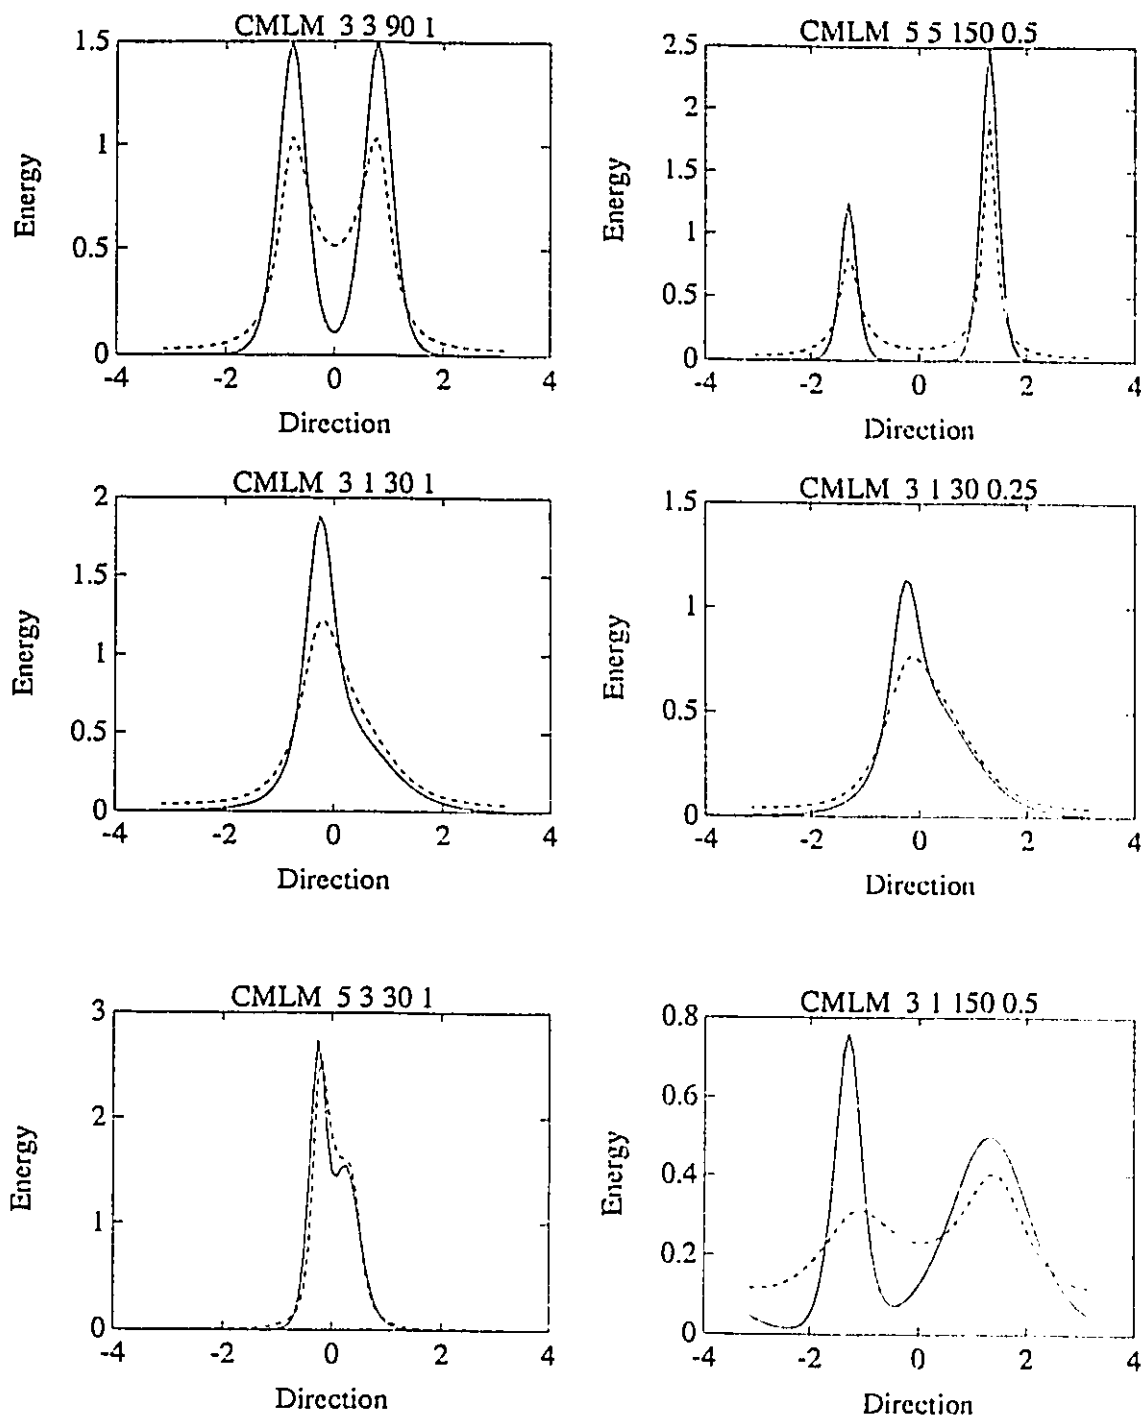 CMLM 3 3 90 1
1.5
1
0.5
0
Energy
-4 -2 0 2 4
Direction
CMLM 5 5 150 0.5
2.5
2
1.5
1
0.5
0
Energy
-4 -2 0 2 4
Direction
CMLM 3 1 30 1
2
1.5
1
0.5
0
Energy
-4 -2 0 2 4
Direction
CMLM 3 1 30 0.25
1.5
1
0.5
0
Energy
-4 -2 0 2 4
Direction
CMLM 5 3 30 1
3
2
1
0
Energy
-4 -2 0 2 4
Direction
CMLM 3 1 150 0.5
0.8
0.6
0.4
0.2
0
Energy
-4 -2 0 2 4
Direction